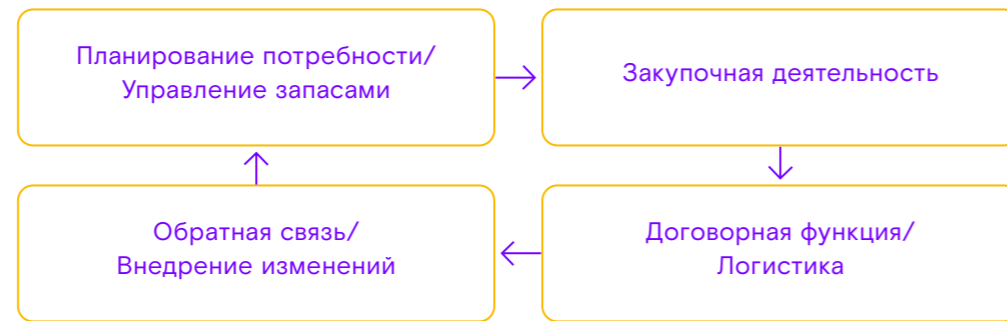 Планирование потребности/
Управление запасами
Закупочная деятельность
Обратная связь/
Внедрение изменений
Договорная функция/
Логистика